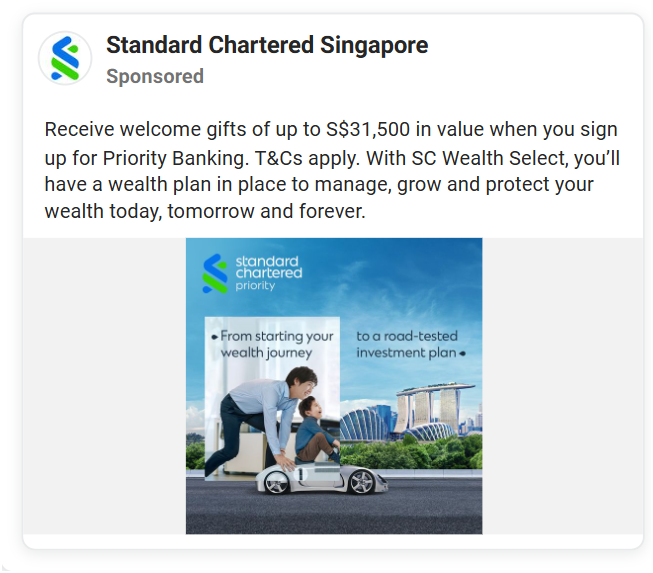 Standard Chartered Singapore
Sponsored
Receive welcome gifts of up to S$31,500 in value when you sign
up for Priority Banking. T&Cs apply. With SC Wealth Select, you’ll
have a wealth plan in place to manage, grow and protect your
wealth today, tomorrow and forever.
standard
chartered
priority
From starting your
wealth journey
to a road-tested
investment plan